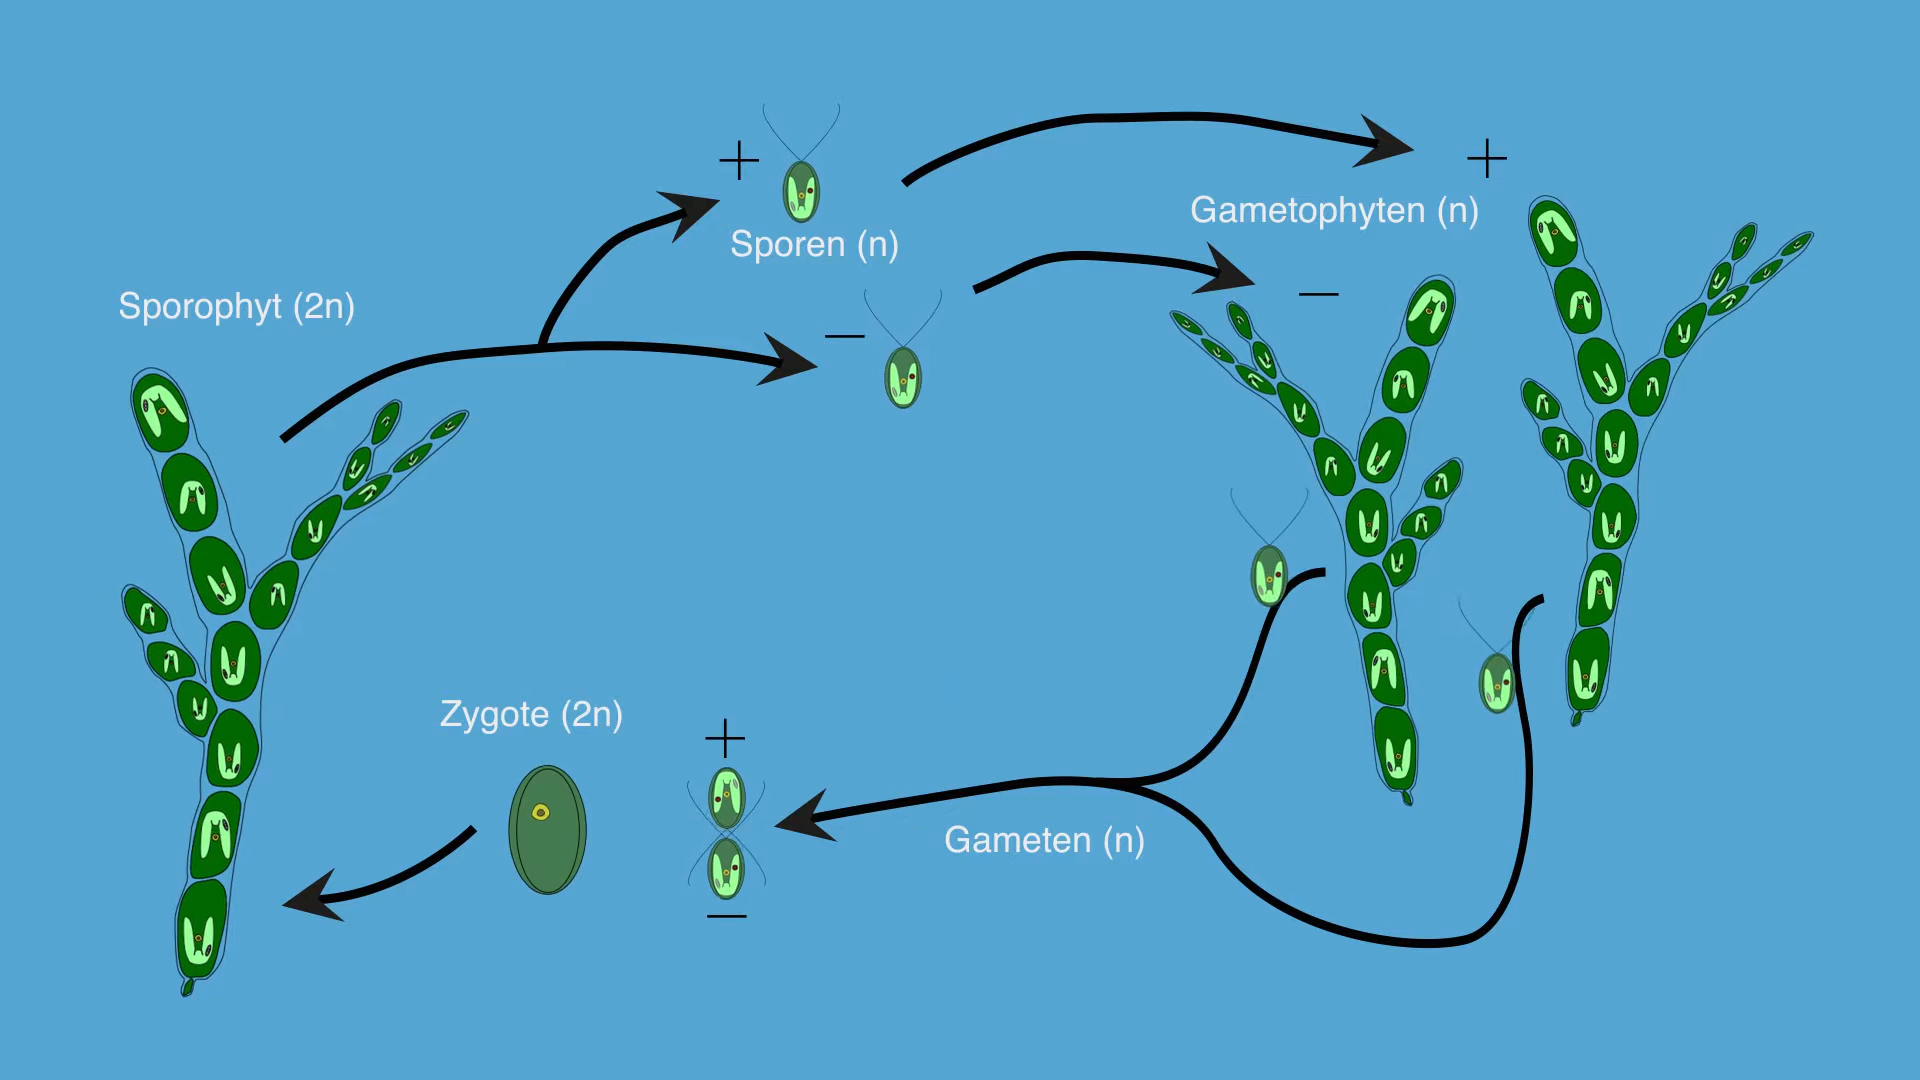 +
Sporen (n)
–
Sporophyt (2n)
+
Gametophyten (n)
–
Zygote (2n)
+
–
Gameten (n)